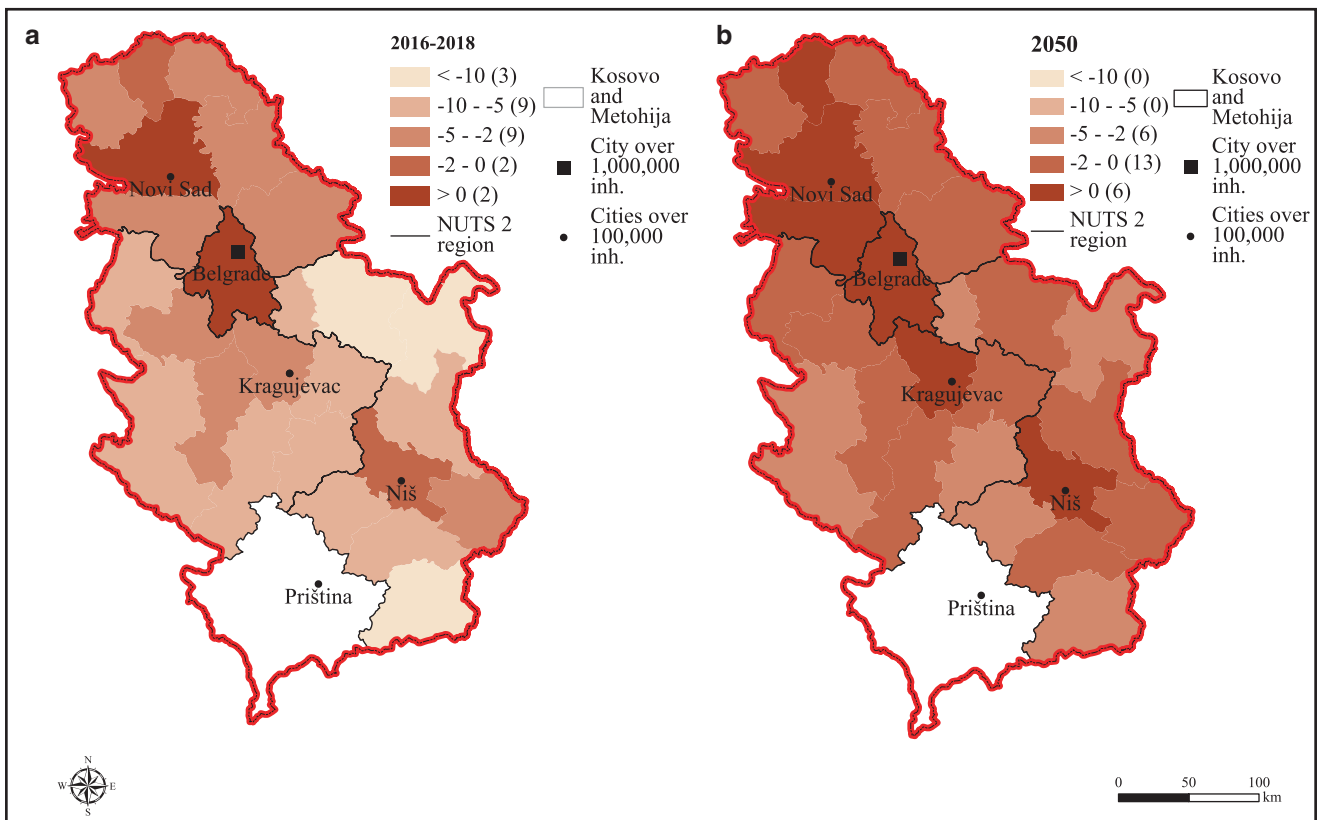 a
2016-2018
< -10 (3)
-10 - -5 (9)
-5 - -2 (9)
-2 - 0 (2)
> 0 (2)
NUTS 2
region
Kosovo
and
Metohija
City over
1,000,000
inh.
Cities over
100,000
inh.
Novi Sad
Belgrade
Kragujevac
Niš
Priština
N
W
E
S
b
2050
< -10 (0)
-10 - -5 (0)
-5 - -2 (6)
-2 - 0 (13)
> 0 (6)
NUTS 2
region
Kosovo
and
Metohija
City over
1,000,000
inh.
Cities over
100,000
inh.
Novi Sad
Belgrade
Kragujevac
Niš
Priština
0 50 100
km